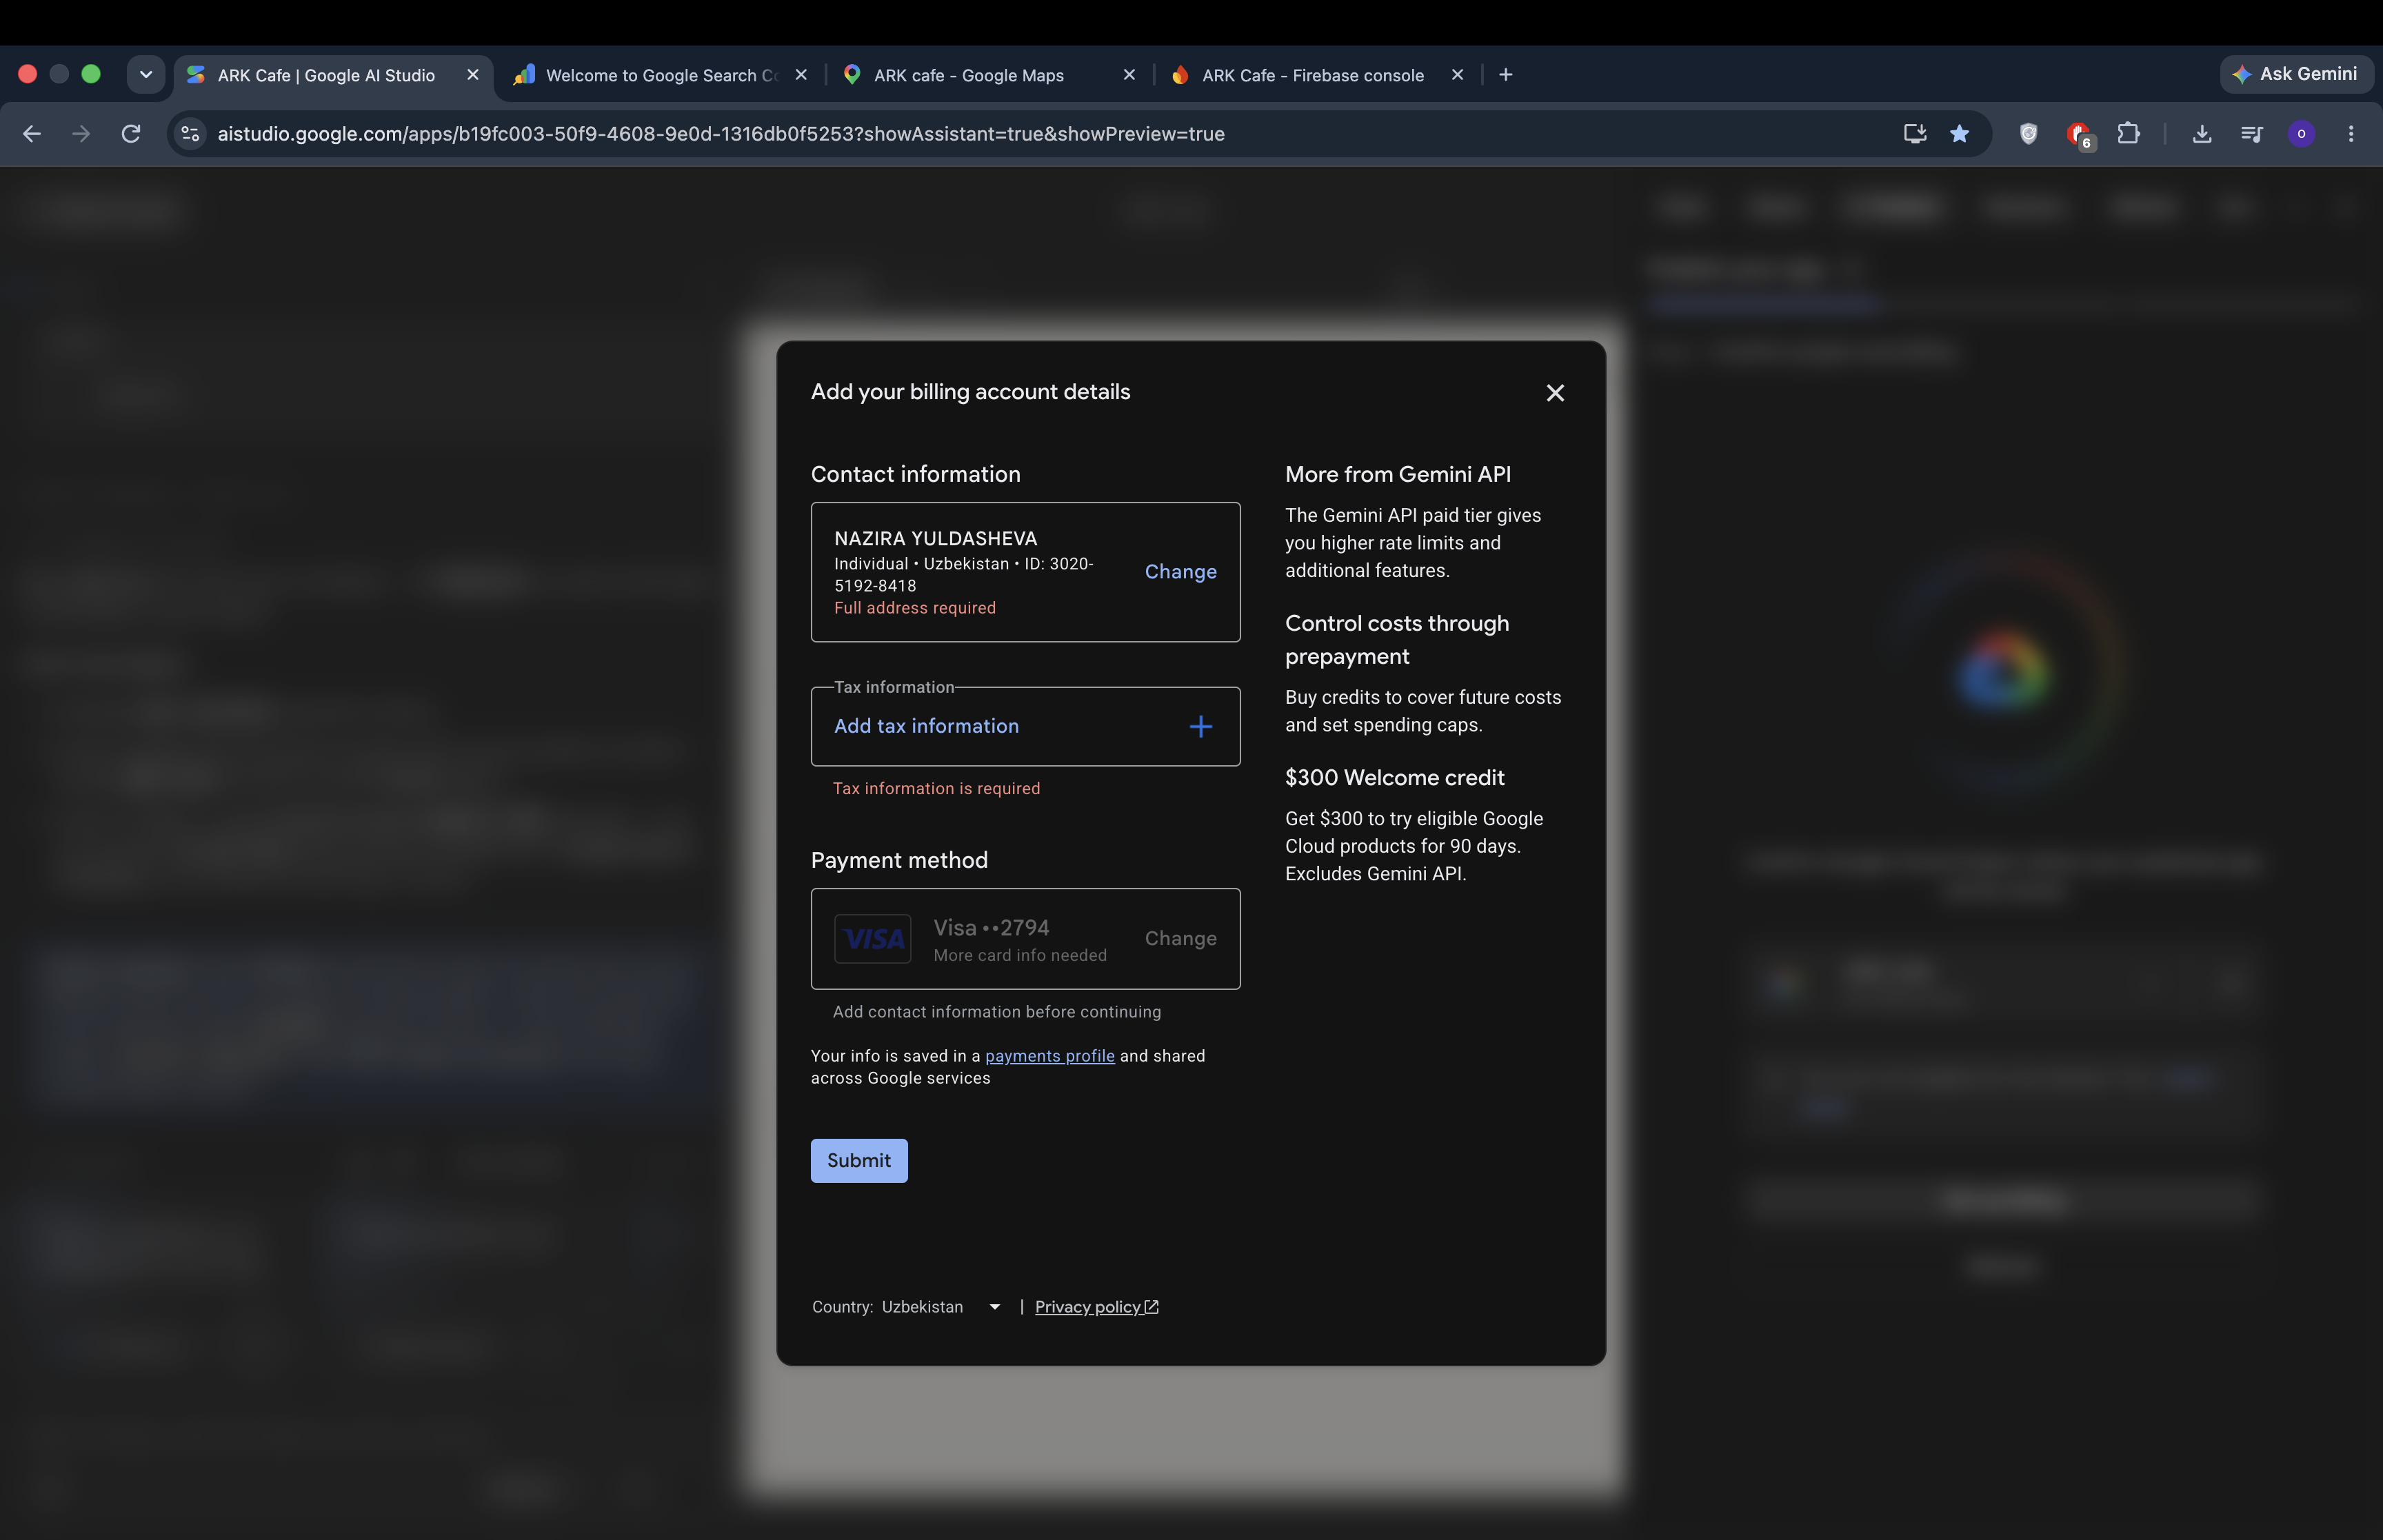 ARK Cafe | Google AI Studio
Welcome to Google Search Co
ARK cafe - Google Maps
ARK Cafe - Firebase console
Ask Gemini
aistudio.google.com/apps/b19fc003-50f9-4608-9e0d-1316db0f5253?showAssistant=true&showPreview=true
6
o
Add your billing account details
Contact information
NAZIRA YULDASHEVA
Individual • Uzbekistan • ID: 3020-
5192-8418
Full address required
Change
Tax information
Add tax information
Tax information is required
Payment method
VISA
Visa ••2794
More card info needed
Change
Add contact information before continuing
Your info is saved in a payments profile and shared
across Google services
Submit
More from Gemini API
The Gemini API paid tier gives
you higher rate limits and
additional features.
Control costs through
prepayment
Buy credits to cover future costs
and set spending caps.
$300 Welcome credit
Get $300 to try eligible Google
Cloud products for 90 days.
Excludes Gemini API.
Country: Uzbekistan | Privacy policy